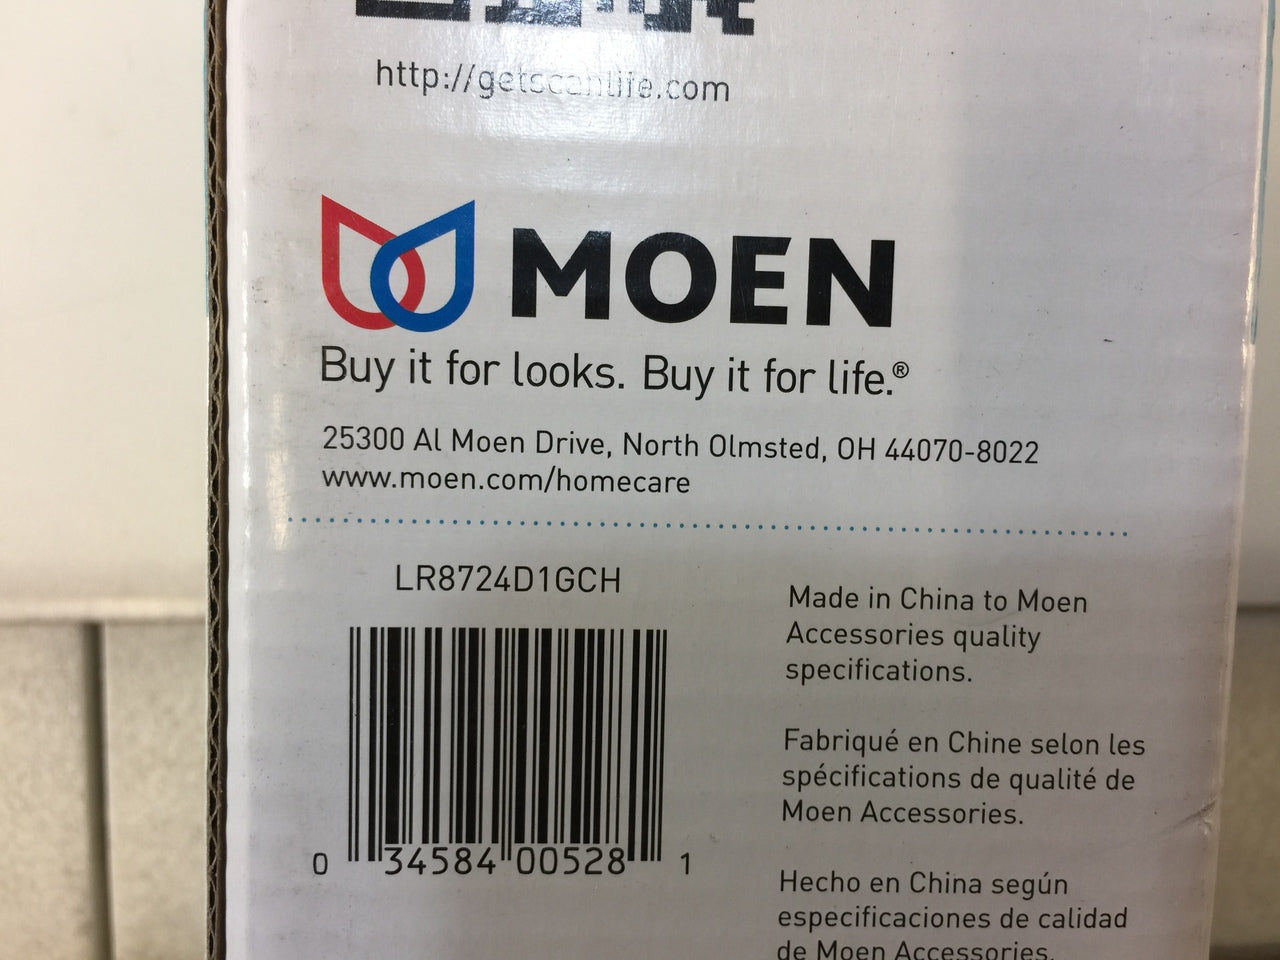 http://getscanlife.com
MOEN
Buy it for looks. Buy it for life.®
25300 Al Moen Drive, North Olmsted, OH 44070-8022
www.moen.com/homecare
LR8724D1GCH
0 34584 00528 1
Made in China to Moen
Accessories quality
specifications.
Fabriqué en Chine selon les
spécifications de qualité de
Moen Accessories.
Hecho en China según
especificaciones de calidad
de Moen Accessories.